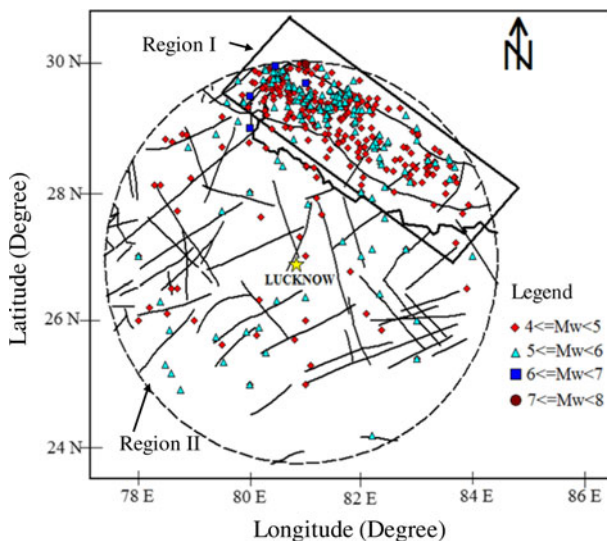 N
Region I
30 N
28 N
26 N
24 N
Latitude (Degree)
LUCKNOW
Legend
4<=Mw<5
5<=Mw<6
6<=Mw<7
7<=Mw<8
Region II
78 E 80 E 82 E 84 E 86 E
Longitude (Degree)